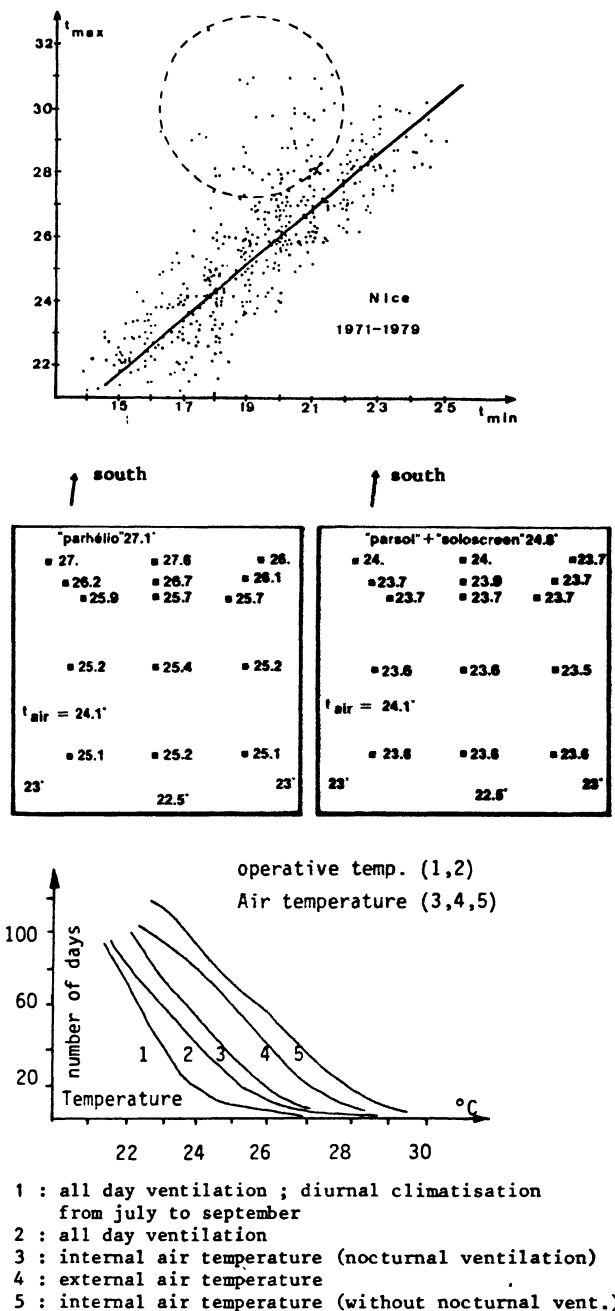 t max
32
30
28
26
24
22
Nice
1971-1979
15 17 19 21 23 25
t min
south
south
"parhélio"27.1°
27. 27.6 26.
26.2 26.7 26.1
25.9 25.7 25.7
25.2 25.4 25.2
t air = 24.1°
25.1 25.2 25.1
23° 23°
22.5°
"parsol" + "soloscreen"24.8°
24. 24. 23.7
23.7 23.9 23.7
23.7 23.7 23.7
23.6 23.6 23.5
t air = 24.1°
23.6 23.6 23.6
23° 23°
22.5°
operative temp. (1,2)
Air temperature (3,4,5)
100
60
20
number of days
1 2 3 4 5
Temperature
°C
22 24 26 28 30
1 : all day ventilation ; diurnal climatisation
from july to september
2 : all day ventilation
3 : internal air temperature (nocturnal ventilation)
4 : external air temperature
5 : internal air temperature (without nocturnal vent.)